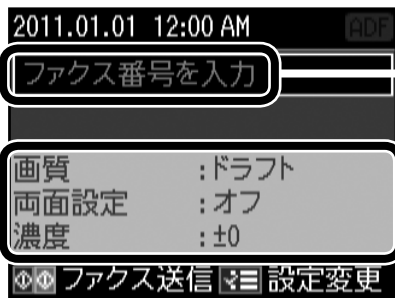 2011.01.01 12:00 AM ADF
ファクス番号を入力
画質 :ドラフト
両面設定 :オフ
濃度 :±0
ファクス送信 設定変更